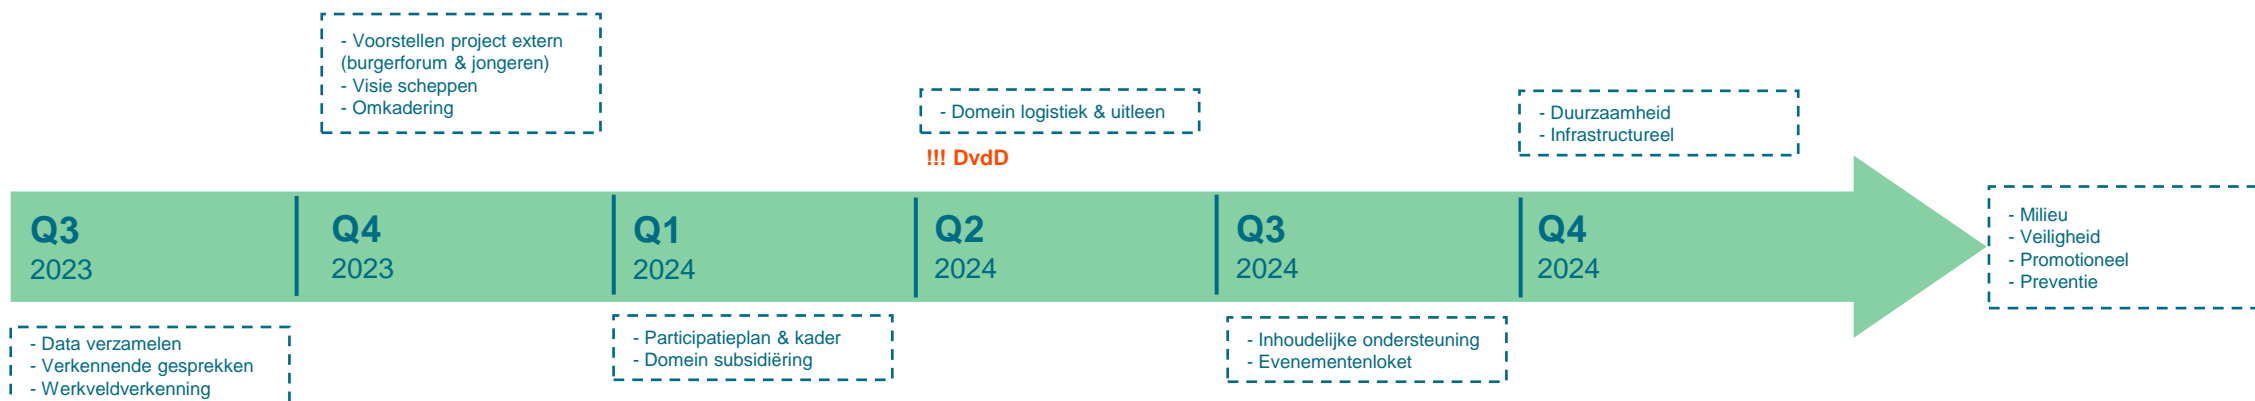 - Voorstellen project extern
(burgerforum & jongeren)
- Visie scheppen
- Omkadering
- Domein logistiek & uitleen
!!! DvdD
- Duurzaamheid
- Infrastructureel
Q3
2023
Q4
2023
Q1
2024
Q2
2024
Q3
2024
Q4
2024
- Milieu
- Veiligheid
- Promotioneel
- Preventie
- Data verzamelen
- Verkennende gesprekken
- Werkveldverkenning
- Participatieplan & kader
- Domein subsidiëring
- Inhoudelijke ondersteuning
- Evenementenloket